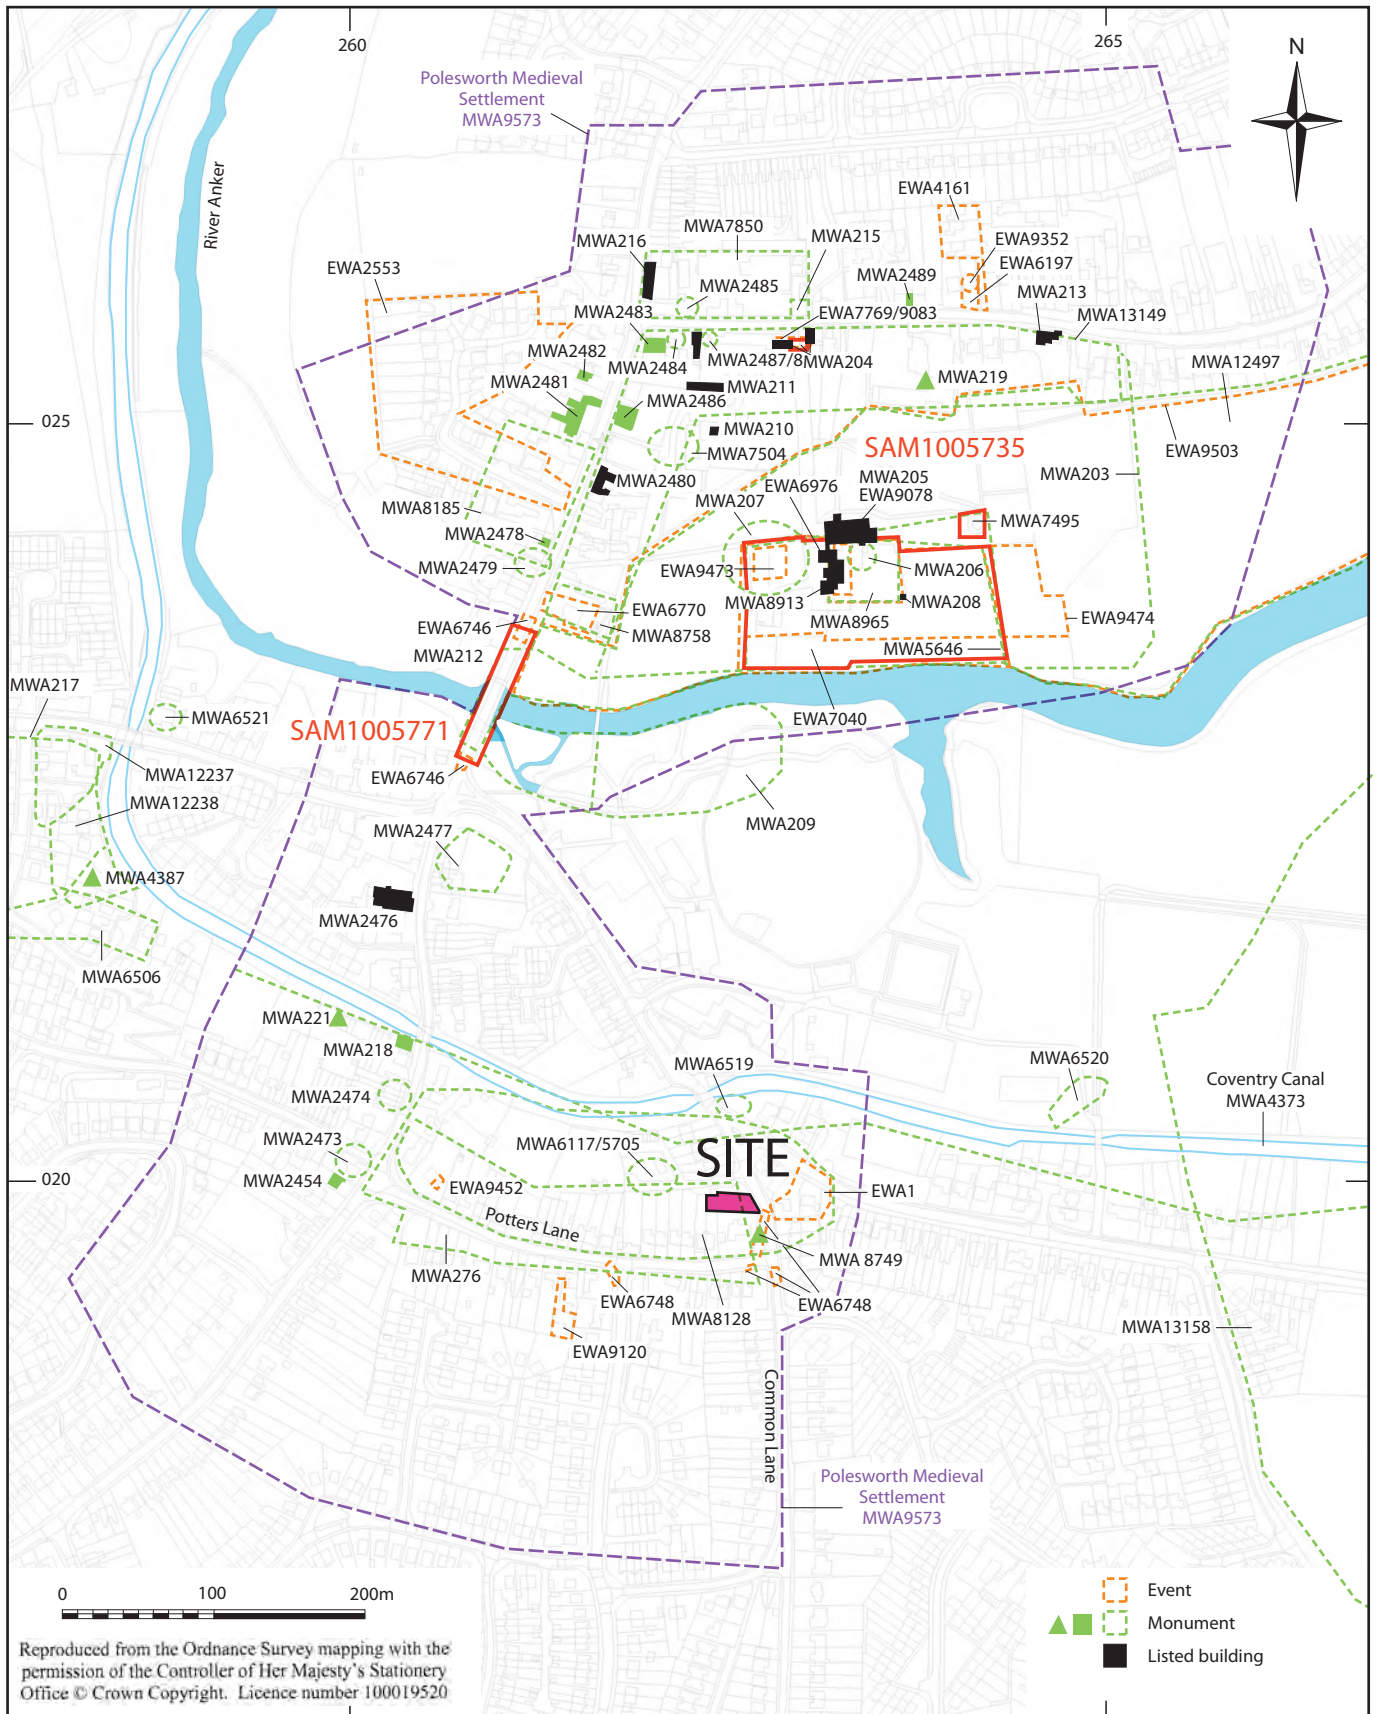 260
265
N
Polesworth Medieval
Settlement
MWA9573
River Anker
EWA4161
MWA7850
MWA215
MWA216
EWA9352
EWA6197
EWA2553
MWA2485
MWA2489
MWA213
MWA2483
EWA7769/9083
MWA13149
MWA2482
MWA2484
MWA2487/8
MWA204
MWA12497
MWA2481
MWA211
MWA219
MWA2486
025
MWA210
SAM1005735
EWA9503
MWA7504
MWA203
MWA2480
EWA6976
MWA205
EWA9078
MWA207
MWA8185
MWA7495
MWA2478
MWA2479
EWA9473
MWA206
MWA8913
MWA208
EWA6770
MWA8965
EWA9474
EWA6746
MWA8758
MWA212
MWA5646
MWA217
MWA6521
SAM1005771
EWA7040
MWA12237
EWA6746
MWA12238
MWA209
MWA2477
MWA4387
MWA2476
MWA6506
MWA221
MWA218
MWA6519
MWA6520
Coventry Canal
MWA4373
MWA2474
MWA2473
MWA6117/5705
SITE
020
MWA2454
EWA9452
EWA1
Potters Lane
MWA 8749
MWA276
EWA6748
MWA8128
EWA6748
MWA13158
EWA9120
Common Lane
Polesworth Medieval
Settlement
MWA9573
0 100 200m
Event
Monument
Listed building
Reproduced from the Ordnance Survey mapping with the
permission of the Controller of Her Majesty's Stationery
Office © Crown Copyright. Licence number 100019520